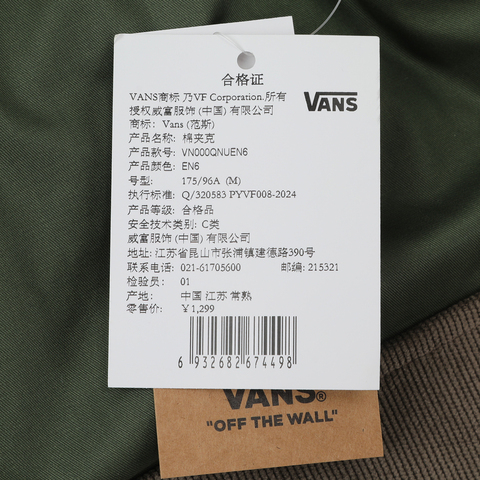 合格证
VANS商标 乃VF Corporation.所有
授权威富服饰(中国)有限公司
VANS
商标: Vans (范斯)
产品名称: 棉夹克
产品款号: VN000QNUEN6
产品颜色: EN6
号型: 175/96A (M)
执行标准: Q/320583 PYVF008-2024
产品等级: 合格品
安全技术类别: C类
威富服饰(中国)有限公司
地址: 江苏省昆山市张浦镇建德路390号
联系电话: 021-61705600 邮编: 215321
检验员: 01
产地: 中国 江苏 常熟
零售价: ¥1,299
6 932682 674498
VANS®
"OFF THE WALL"